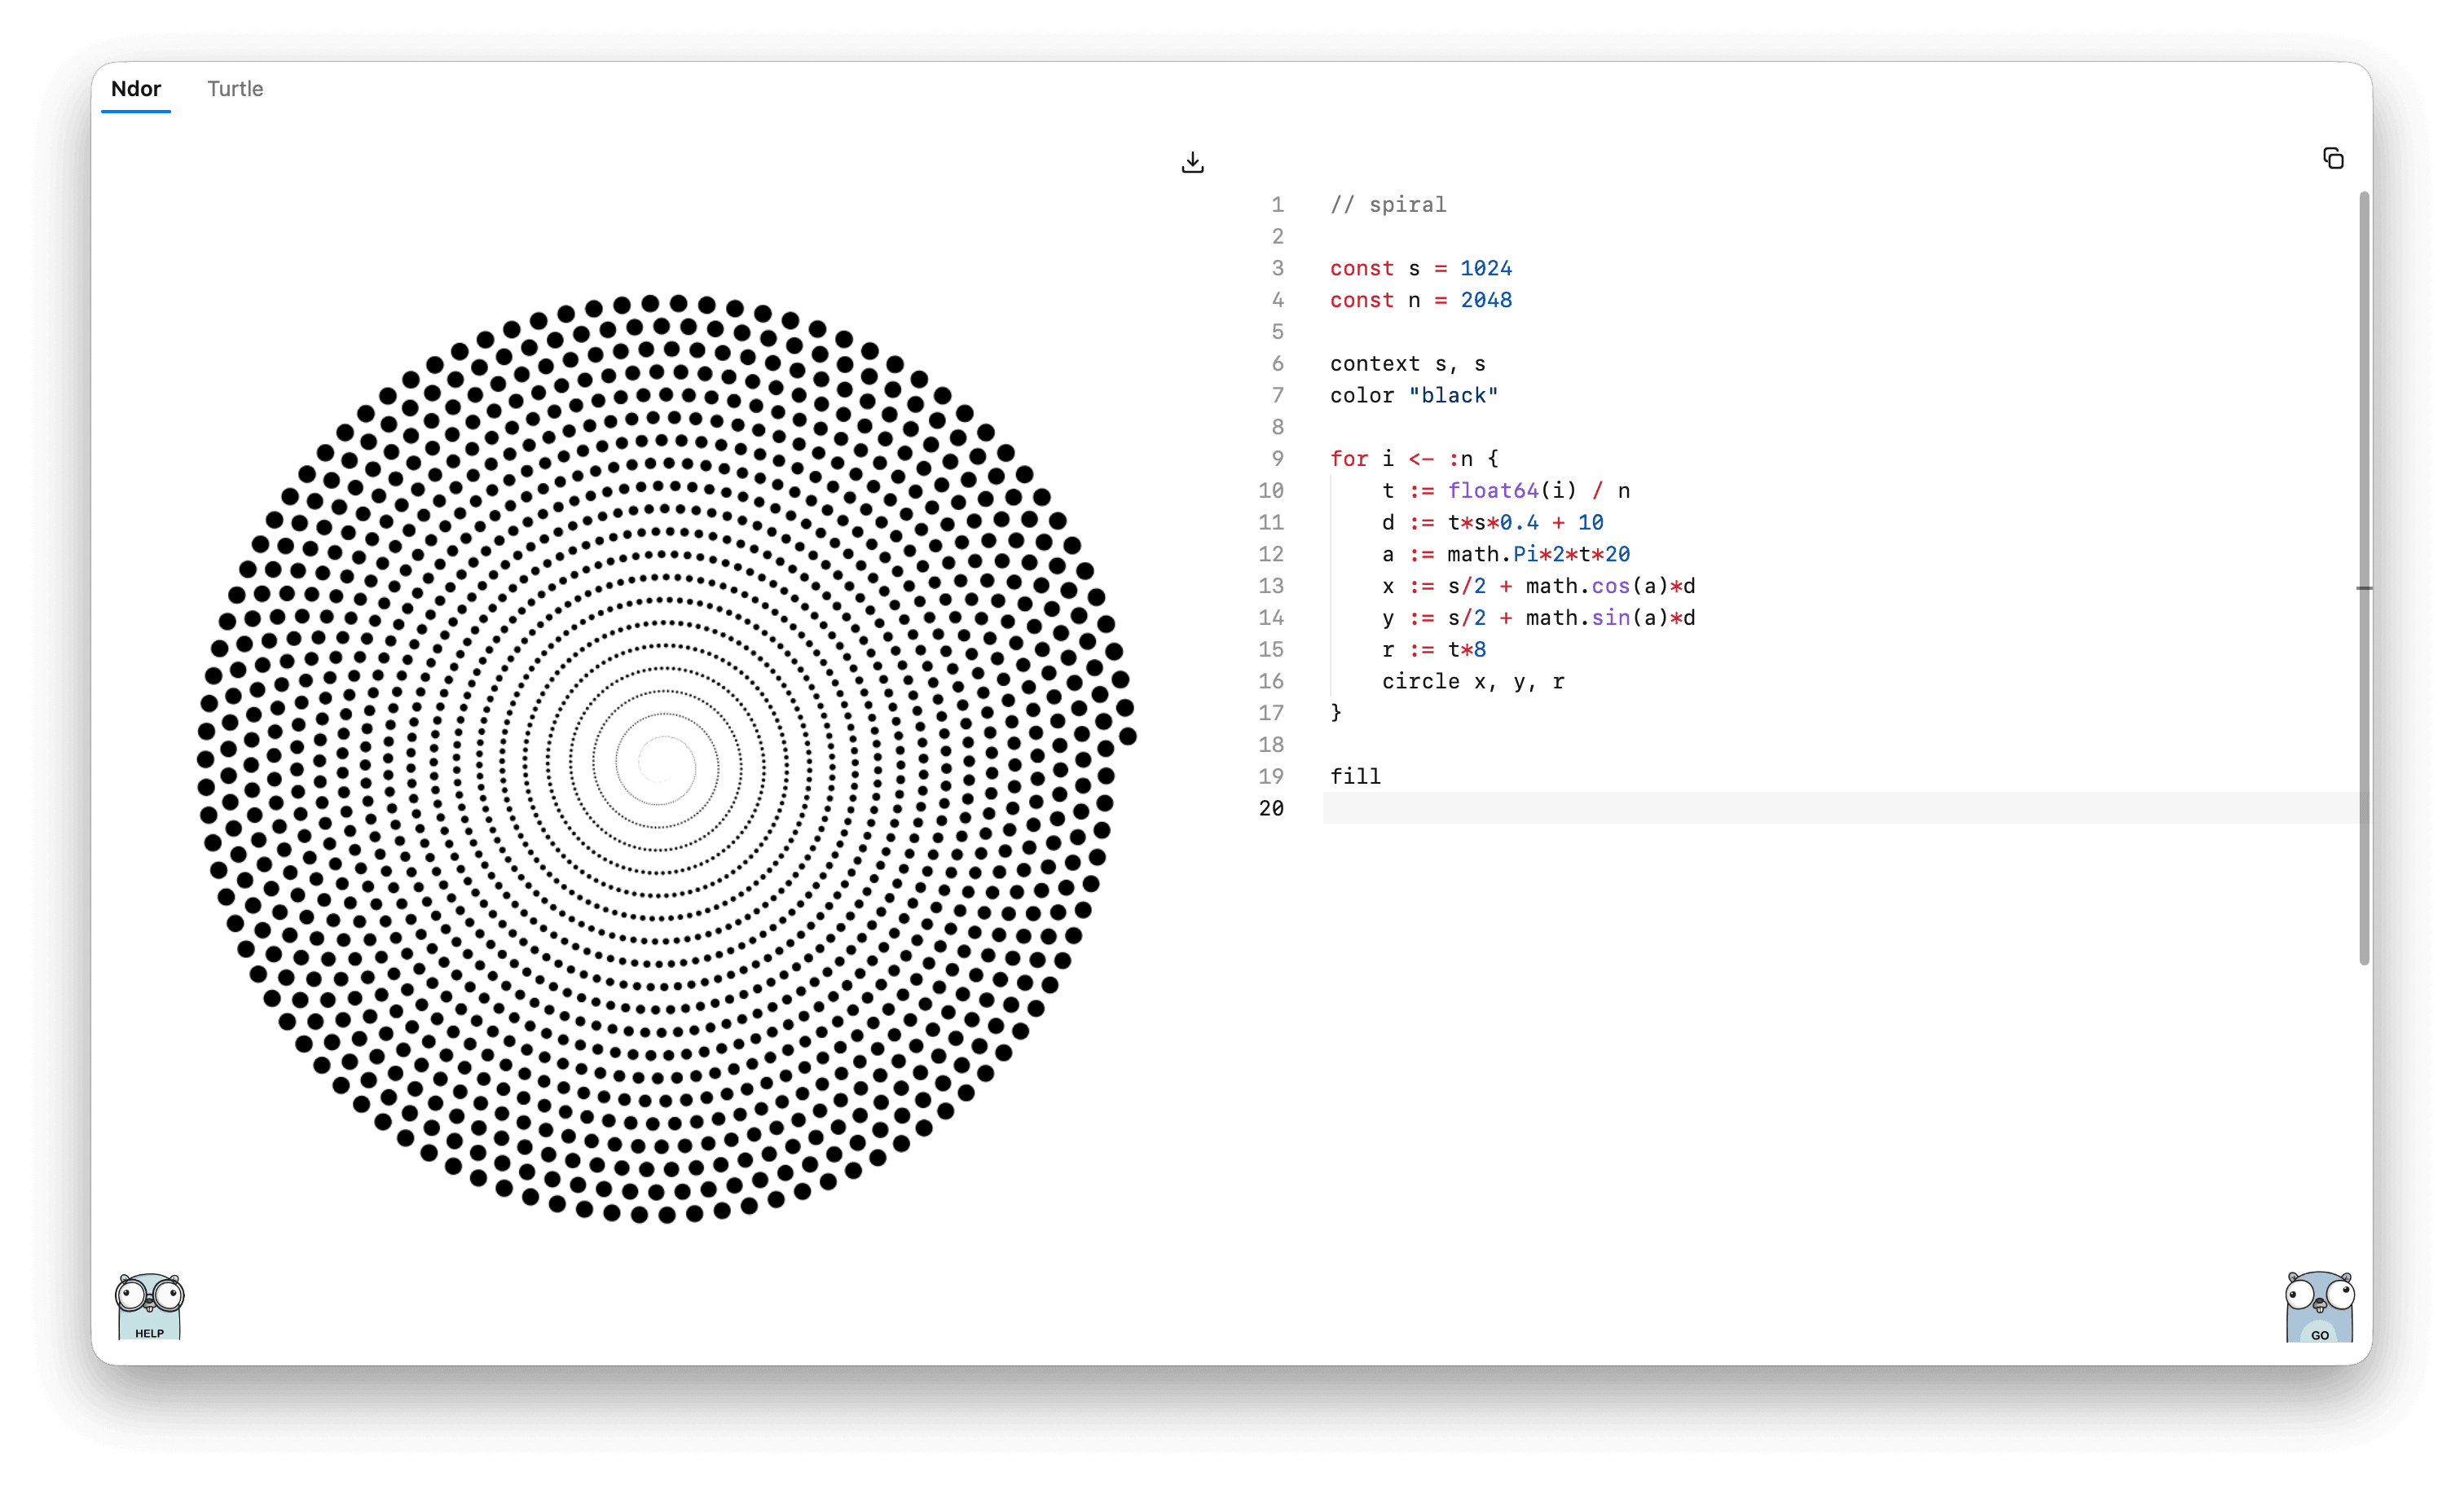 Ndor Turtle
1 // spiral
2
3 const s = 1024
4 const n = 2048
5
6 context s, s
7 color "black"
8
9 for i <- :n {
10     t := float64(i) / n
11     d := t*s*0.4 + 10
12     a := math.Pi*2*t*20
13     x := s/2 + math.cos(a)*d
14     y := s/2 + math.sin(a)*d
15     r := t*8
16     circle x, y, r
17 }
18
19 fill
20
HELP
GO